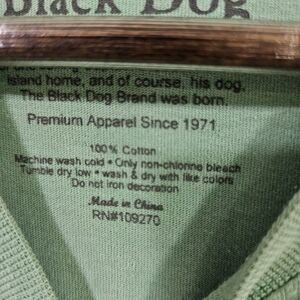 Black Dog
island home, and of course, his dog,
The Black Dog Brand was born.
Premium Apparel Since 1971
100% Cotton
Machine wash cold • Only non-chlorine bleach
Tumble dry low • wash & dry with like colors
Do not iron decoration
Made in China
RN#109270